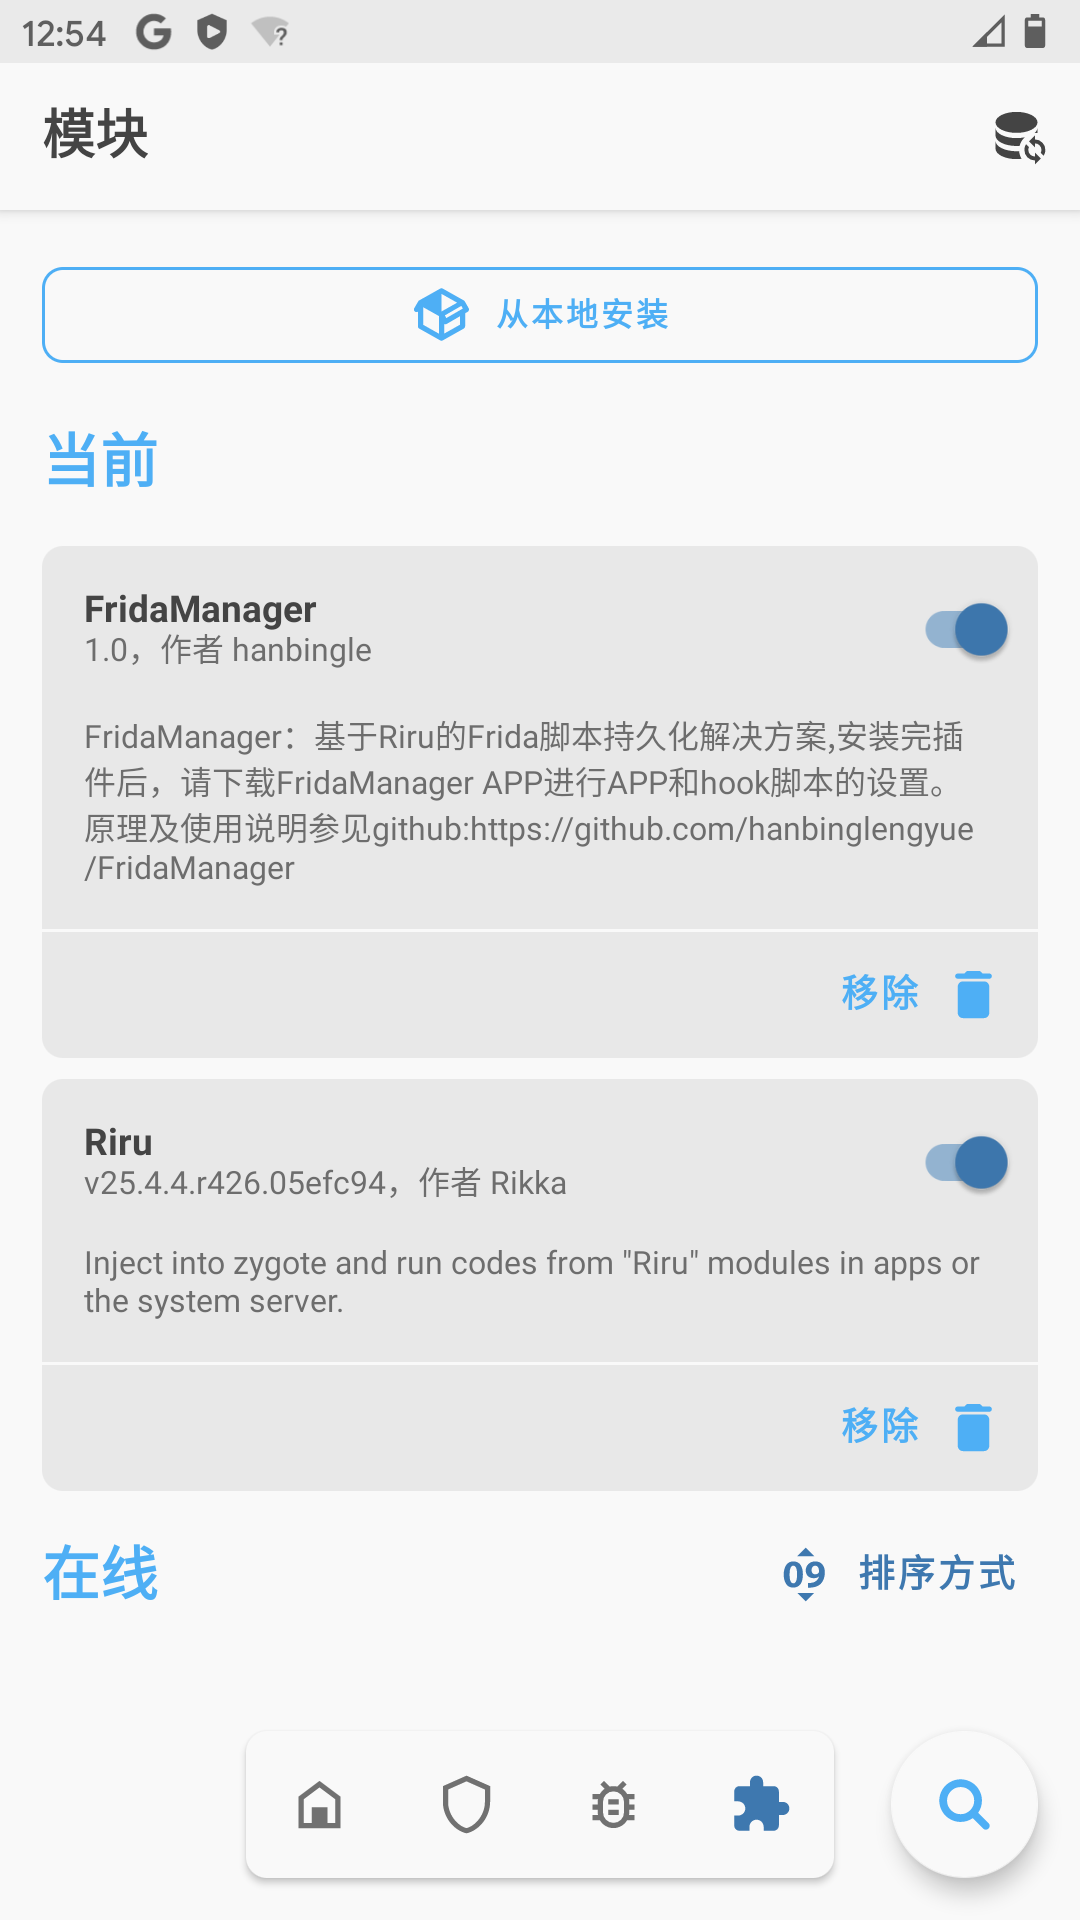 12:54
模块
从本地安装
当前
FridaManager
1.0，作者 hanbingle
FridaManager：基于Riru的Frida脚本持久化解决方案,安装完插
件后，请下载FridaManager APP进行APP和hook脚本的设置。
原理及使用说明参见github:https://github.com/hanbinglengyue
/FridaManager
移除
Riru
v25.4.4.r426.05efc94，作者 Rikka
Inject into zygote and run codes from "Riru" modules in apps or
the system server.
移除
在线
09 排序方式